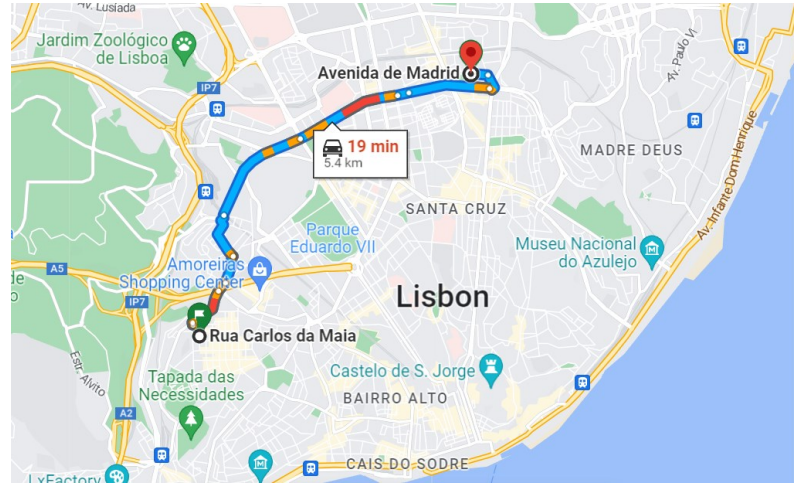 Av. Lusíada
Jardim Zoológico
de Lisboa
IP7
Avenida de Madrid
Av. Paulo VI
19 min
5.4 km
MADRE DEUS
Av. Infante Dom Henrique
SANTA CRUZ
Parque
Eduardo VII
Museu Nacional
do Azulejo
A5
Amoreiras
Shopping Center
de
o
IP7
Lisbon
Rua Carlos da Maia
Estr. Alvito
Tapada das
Necessidades
Castelo de S. Jorge
BAIRRO ALTO
A2
CAIS DO SODRE
LxFactory